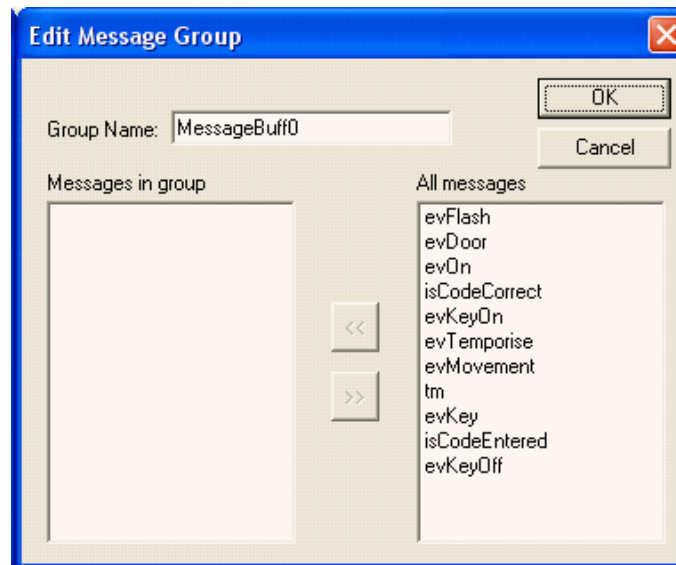 Edit Message Group
OK
Group Name: MessageBuff0
Cancel
Messages in group
All messages
evFlash
evDoor
evOn
isCodeCorrect
evKeyOn
<<
evTemporise
evMovement
tm
>>
evKey
isCodeEntered
evKeyOff